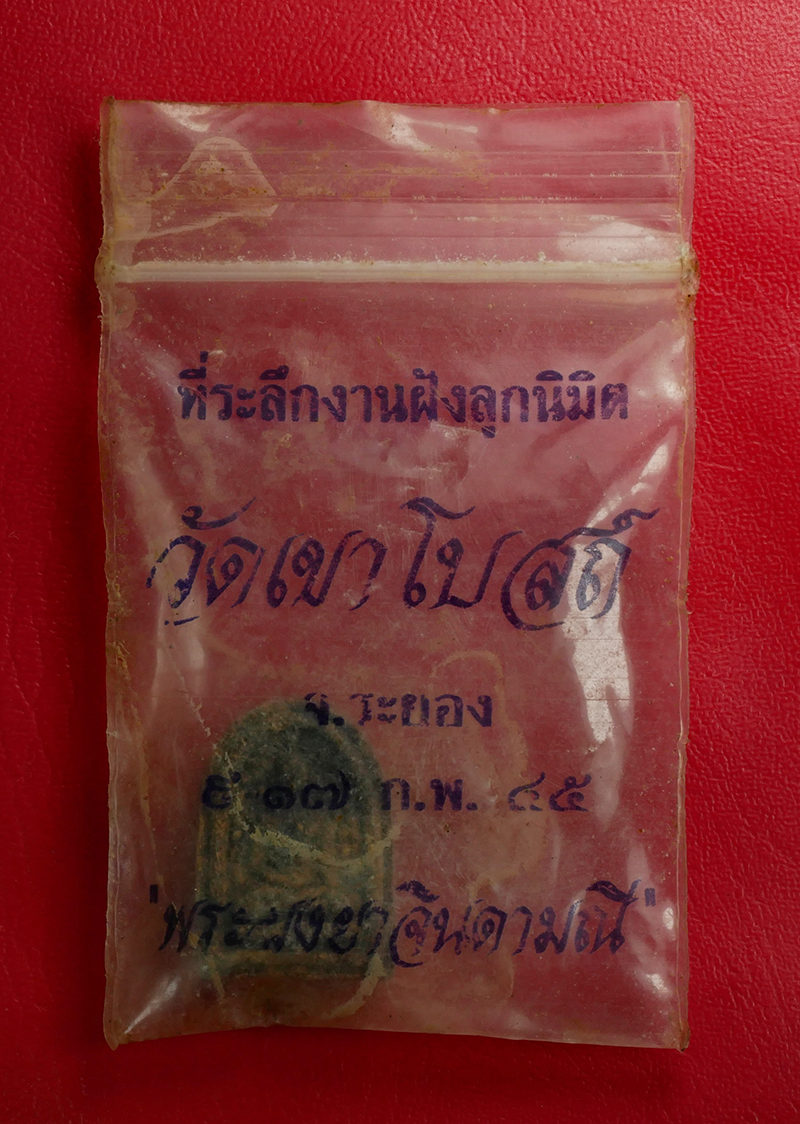 ที่ระลึกงานฝังลูกนิมิต
วัดเขาโบสถ์
จ.ระยอง
๙-๑๗ ก.พ. ๔๕
"พระผงยาจินดามณี"